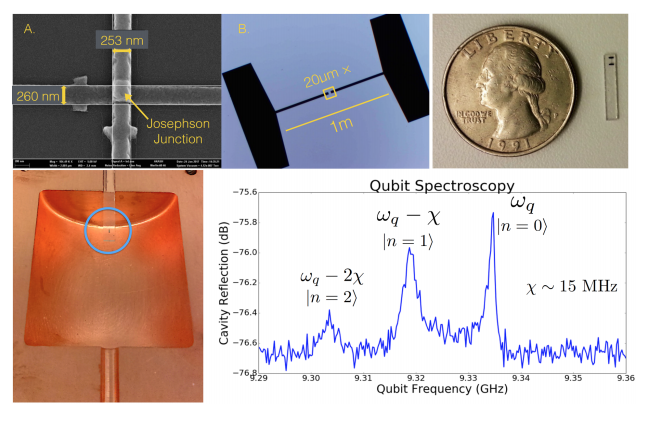 A.
253 nm
260 nm
Josephson
Junction
B.
20um ×
1m
LIBERTY
IN GOD WE
TRUST
1991
Qubit Spectroscopy
ω_q − 2χ
|n = 2⟩
ω_q − χ
|n = 1⟩
ω_q
|n = 0⟩
χ ∼ 15 MHz
Cavity Reflection (dB)
−75.6
−75.8
−76.0
−76.2
−76.4
−76.6
−76.8
9.29
9.30
9.31
9.32
9.33
9.34
9.35
9.36
Qubit Frequency (GHz)